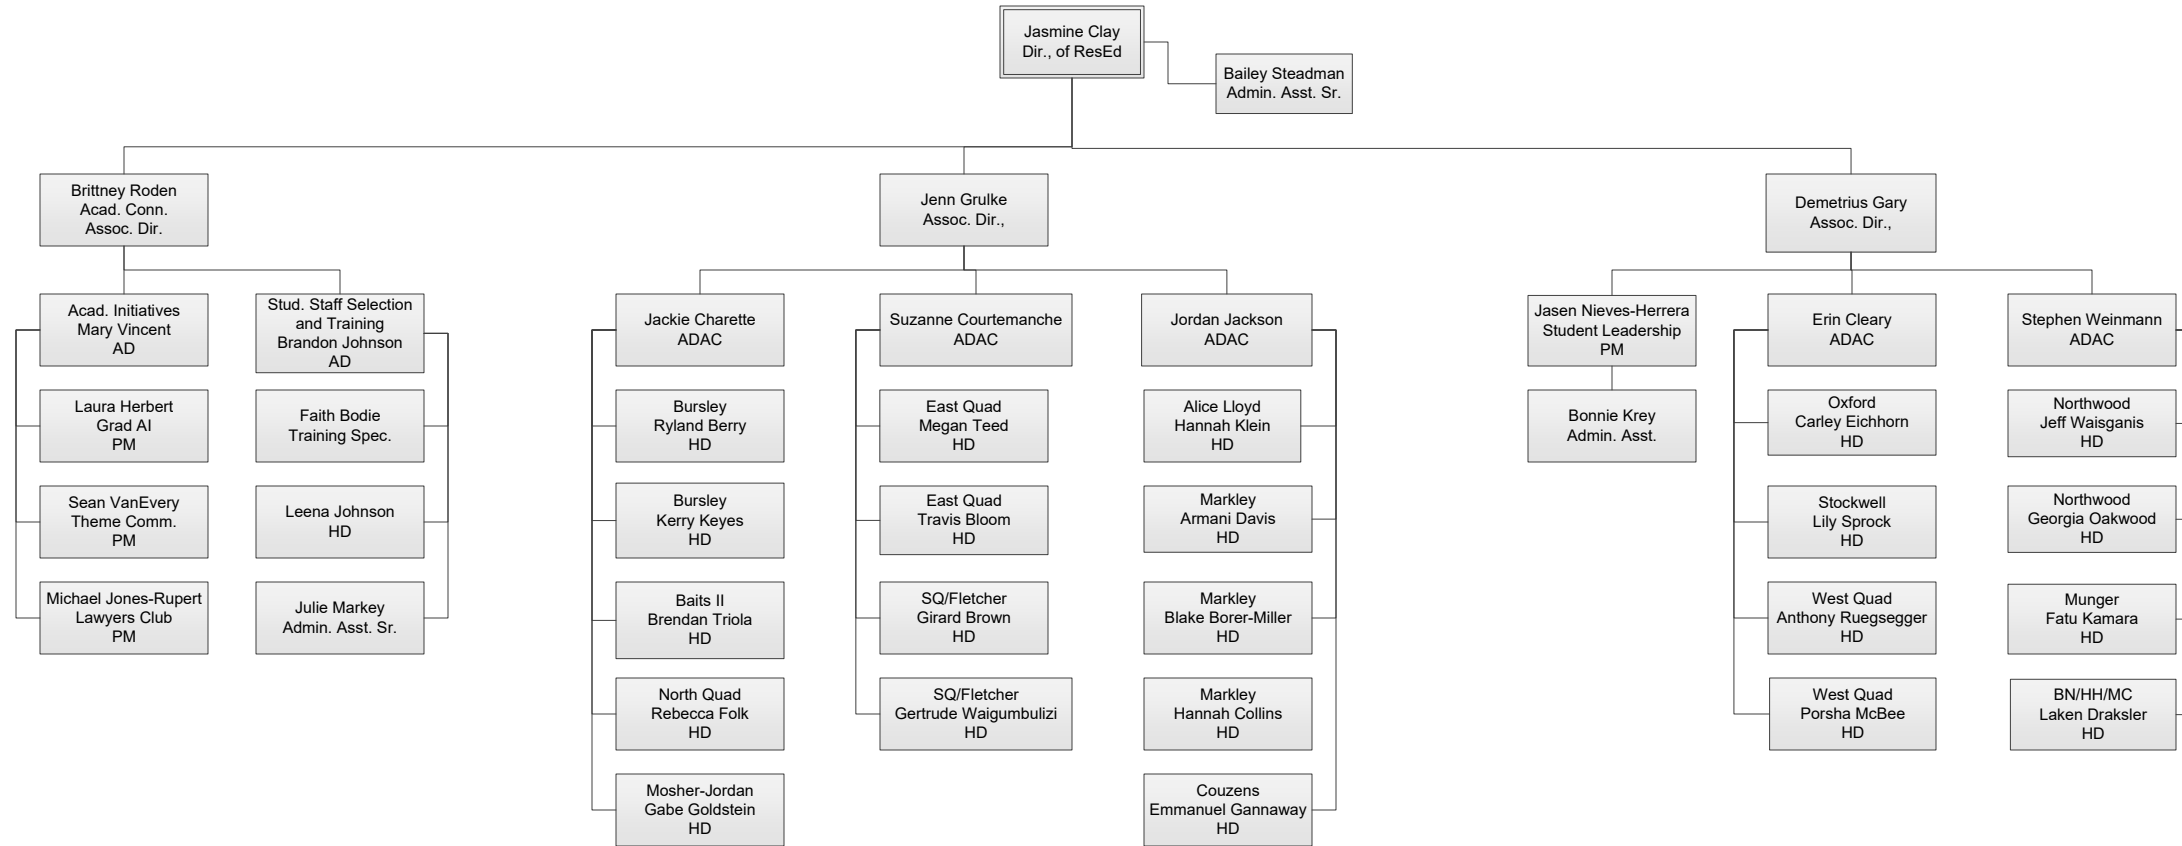 Jasmine Clay
Dir., of ResEd
Bailey Steadman
Admin. Asst. Sr.
Brittney Roden
Acad. Conn.
Assoc. Dir.
Jenn Grulke
Assoc. Dir.,
Demetrius Gary
Assoc. Dir.,
Acad. Initiatives
Mary Vincent
AD
Laura Herbert
Grad AI
PM
Sean VanEvery
Theme Comm.
PM
Michael Jones-Rupert
Lawyers Club
PM
Stud. Staff Selection
and Training
Brandon Johnson
AD
Faith Bodie
Training Spec.
Leena Johnson
HD
Julie Markey
Admin. Asst. Sr.
Jackie Charette
ADAC
Bursley
Ryland Berry
HD
Bursley
Kerry Keyes
HD
Baits II
Brendan Triola
HD
North Quad
Rebecca Folk
HD
Mosher-Jordan
Gabe Goldstein
HD
Suzanne Courtemanche
ADAC
East Quad
Megan Teed
HD
East Quad
Travis Bloom
HD
SQ/Fletcher
Girard Brown
HD
SQ/Fletcher
Gertrude Waigumbulizi
HD
Jordan Jackson
ADAC
Alice Lloyd
Hannah Klein
HD
Markley
Armani Davis
HD
Markley
Blake Borer-Miller
HD
Markley
Hannah Collins
HD
Couzens
Emmanuel Gannaway
HD
Jasen Nieves-Herrera
Student Leadership
PM
Bonnie Krey
Admin. Asst.
Erin Cleary
ADAC
Oxford
Carley Eichhorn
HD
Stockwell
Lily Sprock
HD
West Quad
Anthony Ruegsegger
HD
West Quad
Porsha McBee
HD
Stephen Weinmann
ADAC
Northwood
Jeff Waisganis
HD
Northwood
Georgia Oakwood
HD
Munger
Fatu Kamara
HD
BN/HH/MC
Laken Draksler
HD